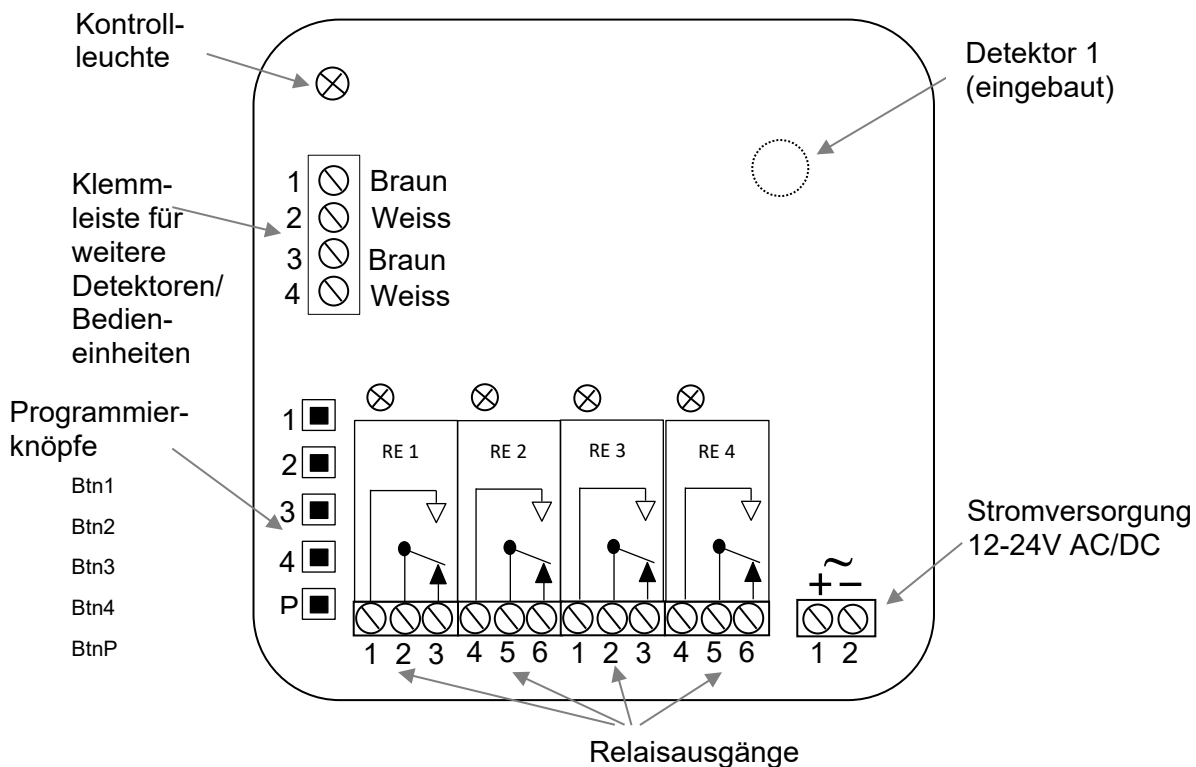 Kontroll-
leuchte
Detektor 1
(eingebaut)
Klemm-
leiste für
weitere
Detektoren/
Bedien-
einheiten
1 Braun
2 Weiss
3 Braun
4 Weiss
Programmier-
knöpfe
Btn1
Btn2
Btn3
Btn4
BtnP
1
2
3
4
P
RE 1 RE 2 RE 3 RE 4
1 2 3 4 5 6 1 2 3 4 5 6
Stromversorgung
12-24V AC/DC
~
+ −
1 2
Relaisausgänge